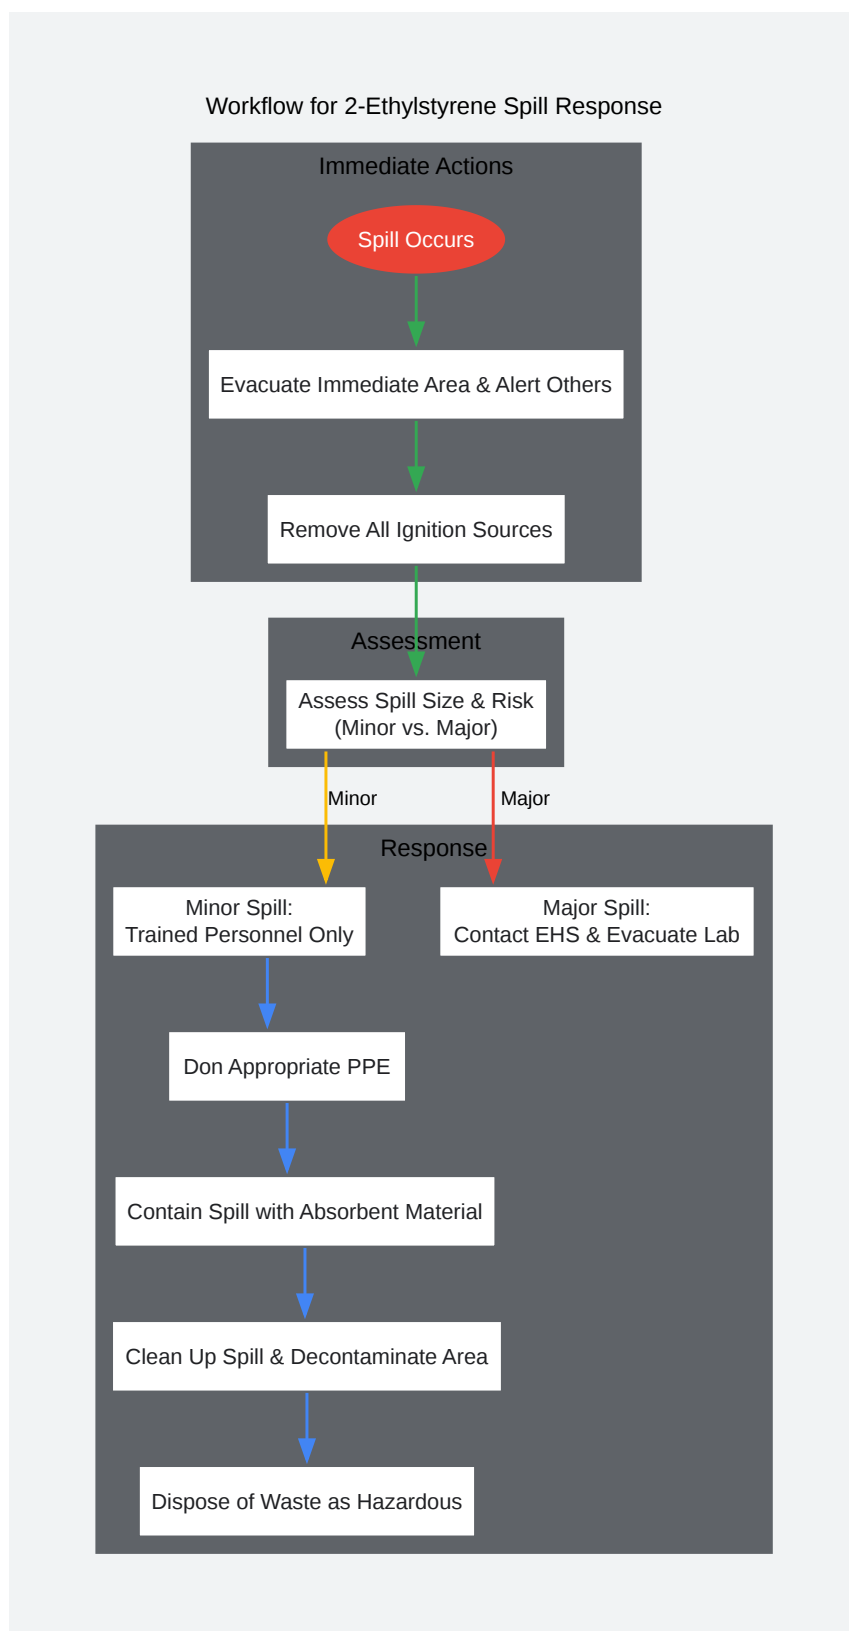 Workflow for 2-Ethylstyrene Spill Response
Immediate Actions
Spill Occurs
Evacuate Immediate Area & Alert Others
Remove All Ignition Sources
Assessment
Assess Spill Size & Risk
(Minor vs. Major)
Minor
Major
Response
Minor Spill:
Trained Personnel Only
Major Spill:
Contact EHS & Evacuate Lab
Don Appropriate PPE
Contain Spill with Absorbent Material
Clean Up Spill & Decontaminate Area
Dispose of Waste as Hazardous